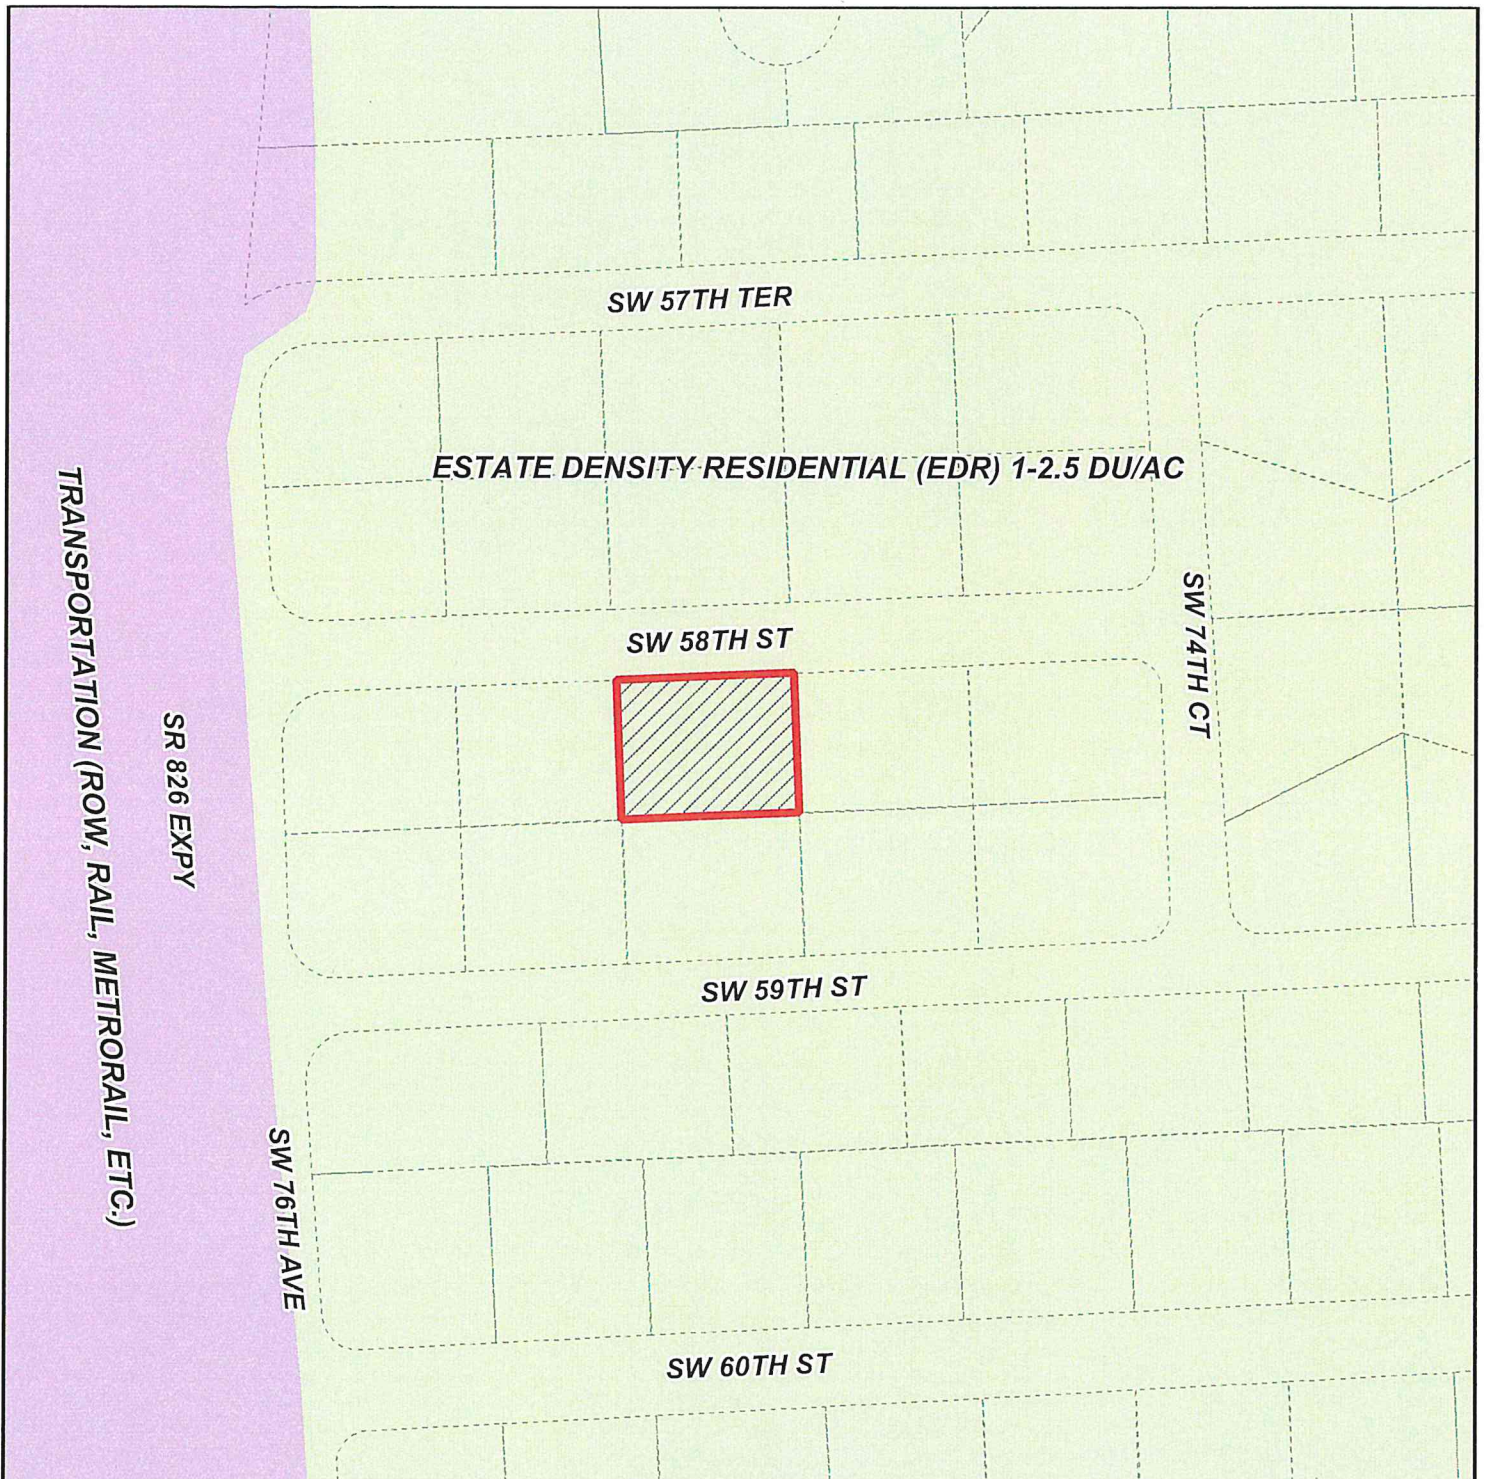 SW 57TH TER
ESTATE DENSITY RESIDENTIAL (EDR) 1-2.5 DU/AC
TRANSPORTATION (ROW, RAIL, METRORAIL, ETC.)
SW 58TH ST
SW 74TH CT
SR 826 EXPY
SW 59TH ST
SW 76TH AVE
SW 60TH ST